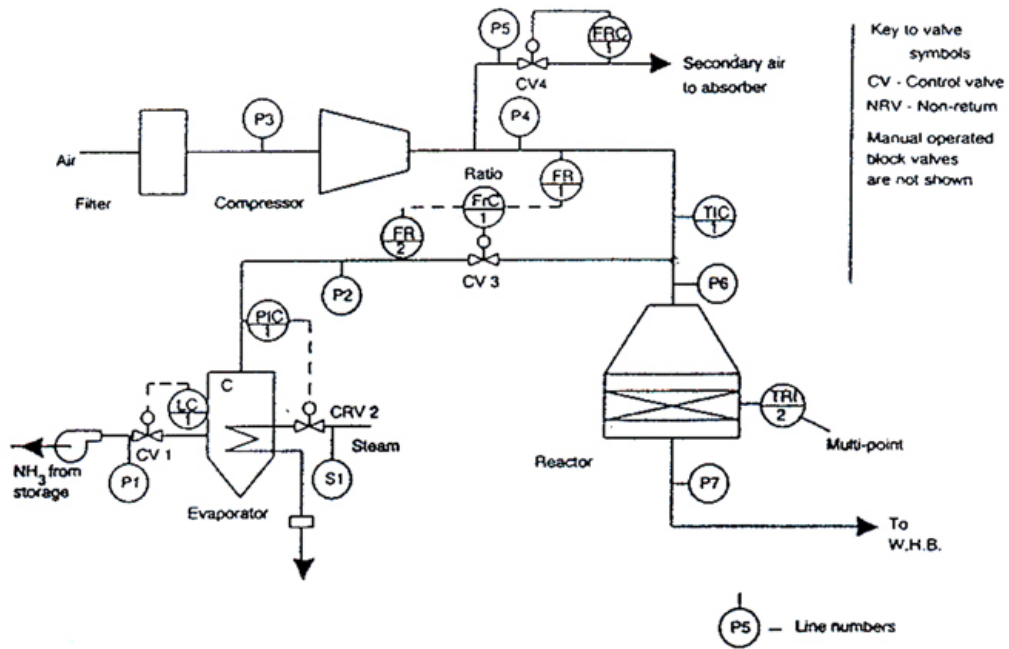 P5
FRC
1
Key to valve
symbols
CV - Control valve
NRV - Non-return
Manual operated
block valves
are not shown
CV4
Secondary air
to absorber
P3
P4
Air
Filter
Compressor
Ratio
FR
1
FrC
1
FR
2
TIC
1
CV 3
P2
P6
PIC
1
C
LC
1
CRV 2
Steam
TRI
2
Multi-point
NH3 from
storage
CV 1
P1
S1
Reactor
P7
Evaporator
To
W.H.B.
P5 - Line numbers